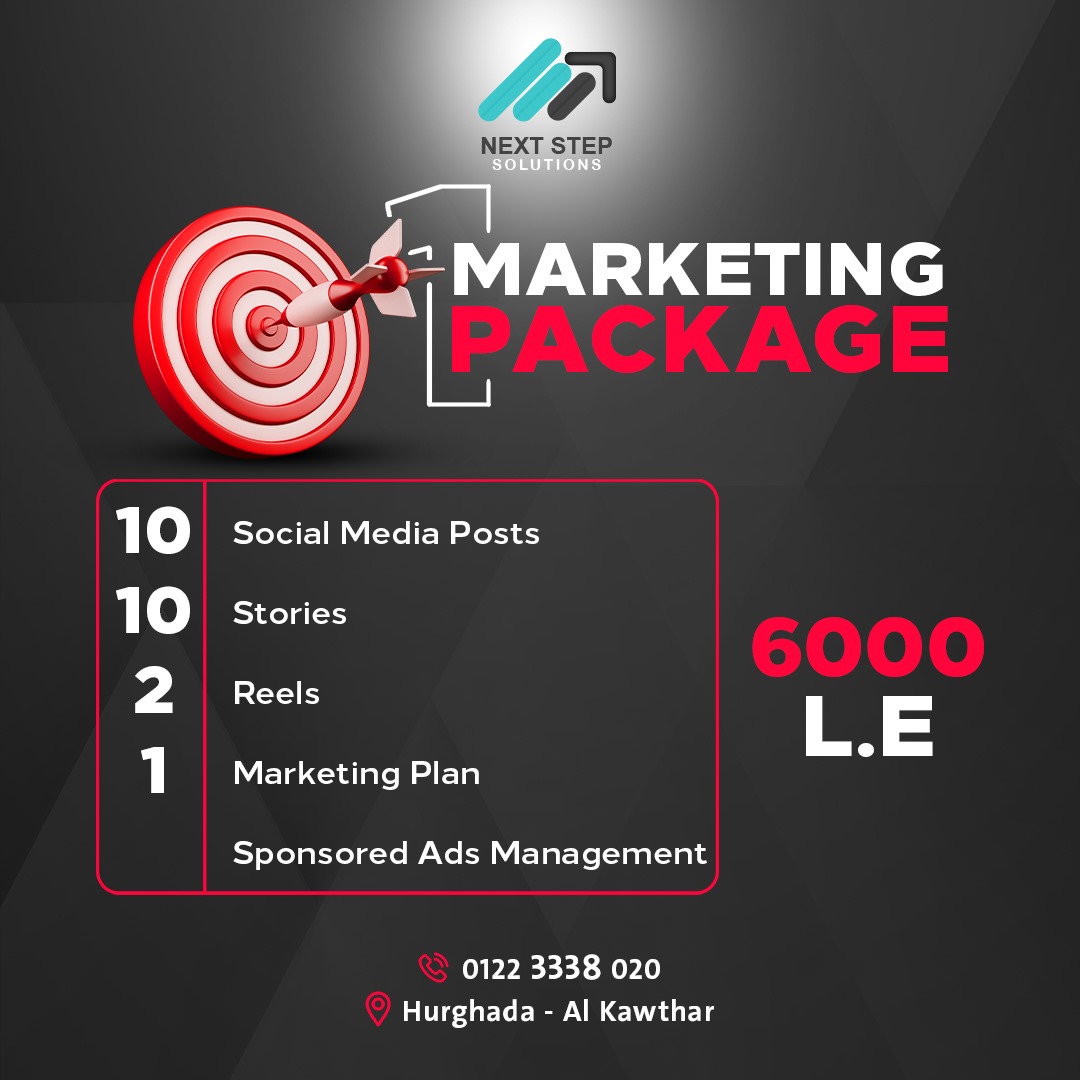 NEXT STEP
SOLUTIONS
MARKETING
PACKAGE
10 Social Media Posts
10 Stories
2 Reels
1 Marketing Plan
Sponsored Ads Management
6000
L.E
0122 3338 020
Hurghada - Al Kawthar